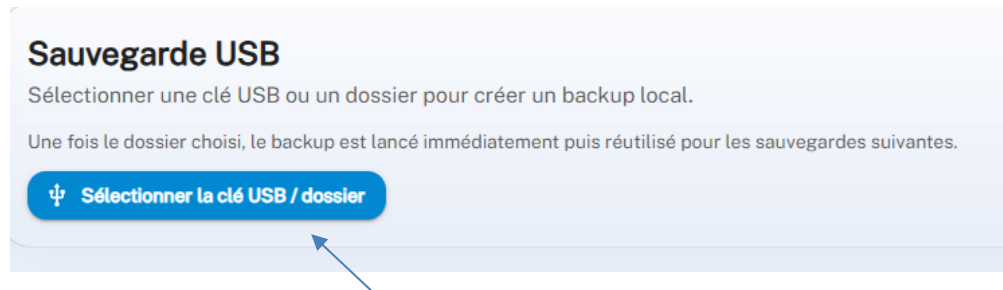 Sauvegarde USB
Sélectionner une clé USB ou un dossier pour créer un backup local.
Une fois le dossier choisi, le backup est lancé immédiatement puis réutilisé pour les sauvegardes suivantes.
Sélectionner la clé USB / dossier